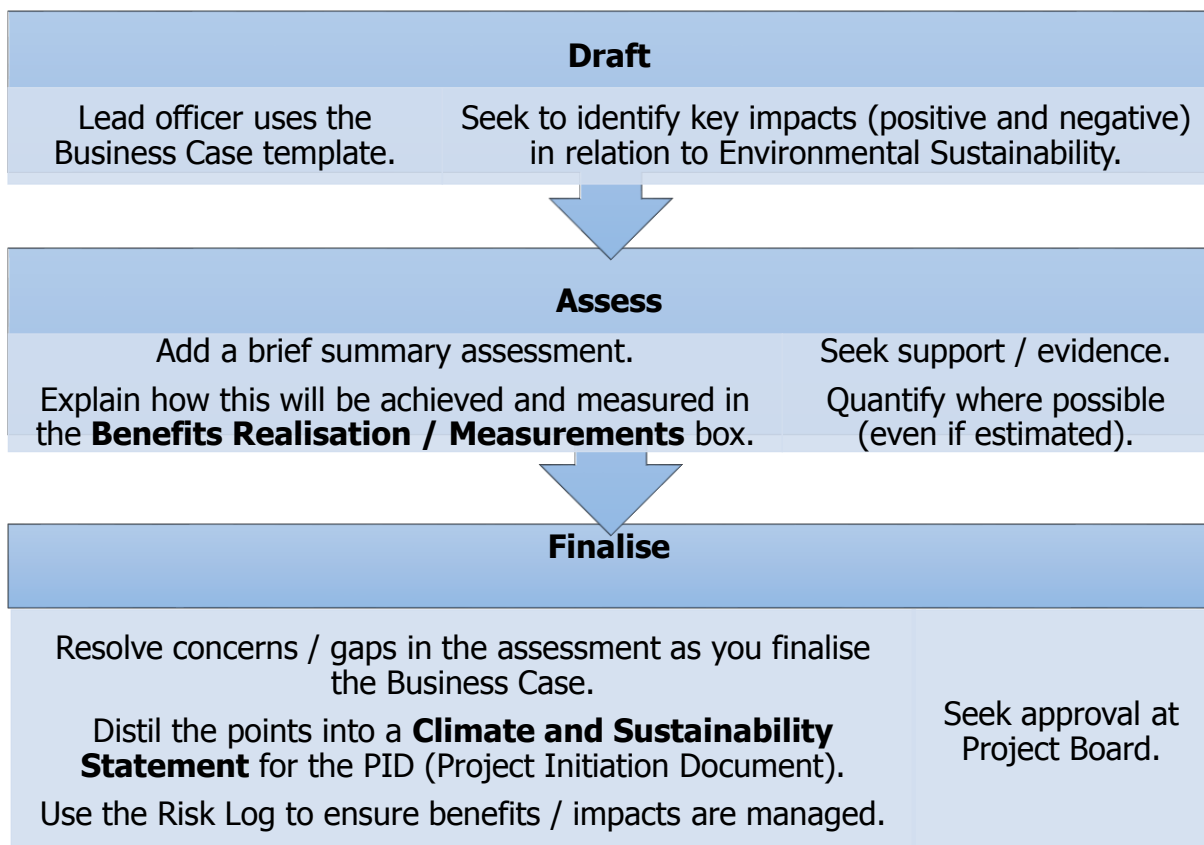 Draft
Lead officer uses the
Business Case template.
Seek to identify key impacts (positive and negative)
in relation to Environmental Sustainability.
Assess
Add a brief summary assessment.
Explain how this will be achieved and measured in
the Benefits Realisation / Measurements box.
Seek support / evidence.
Quantify where possible
(even if estimated).
Finalise
Resolve concerns / gaps in the assessment as you finalise
the Business Case.
Distil the points into a Climate and Sustainability
Statement for the PID (Project Initiation Document).
Use the Risk Log to ensure benefits / impacts are managed.
Seek approval at
Project Board.